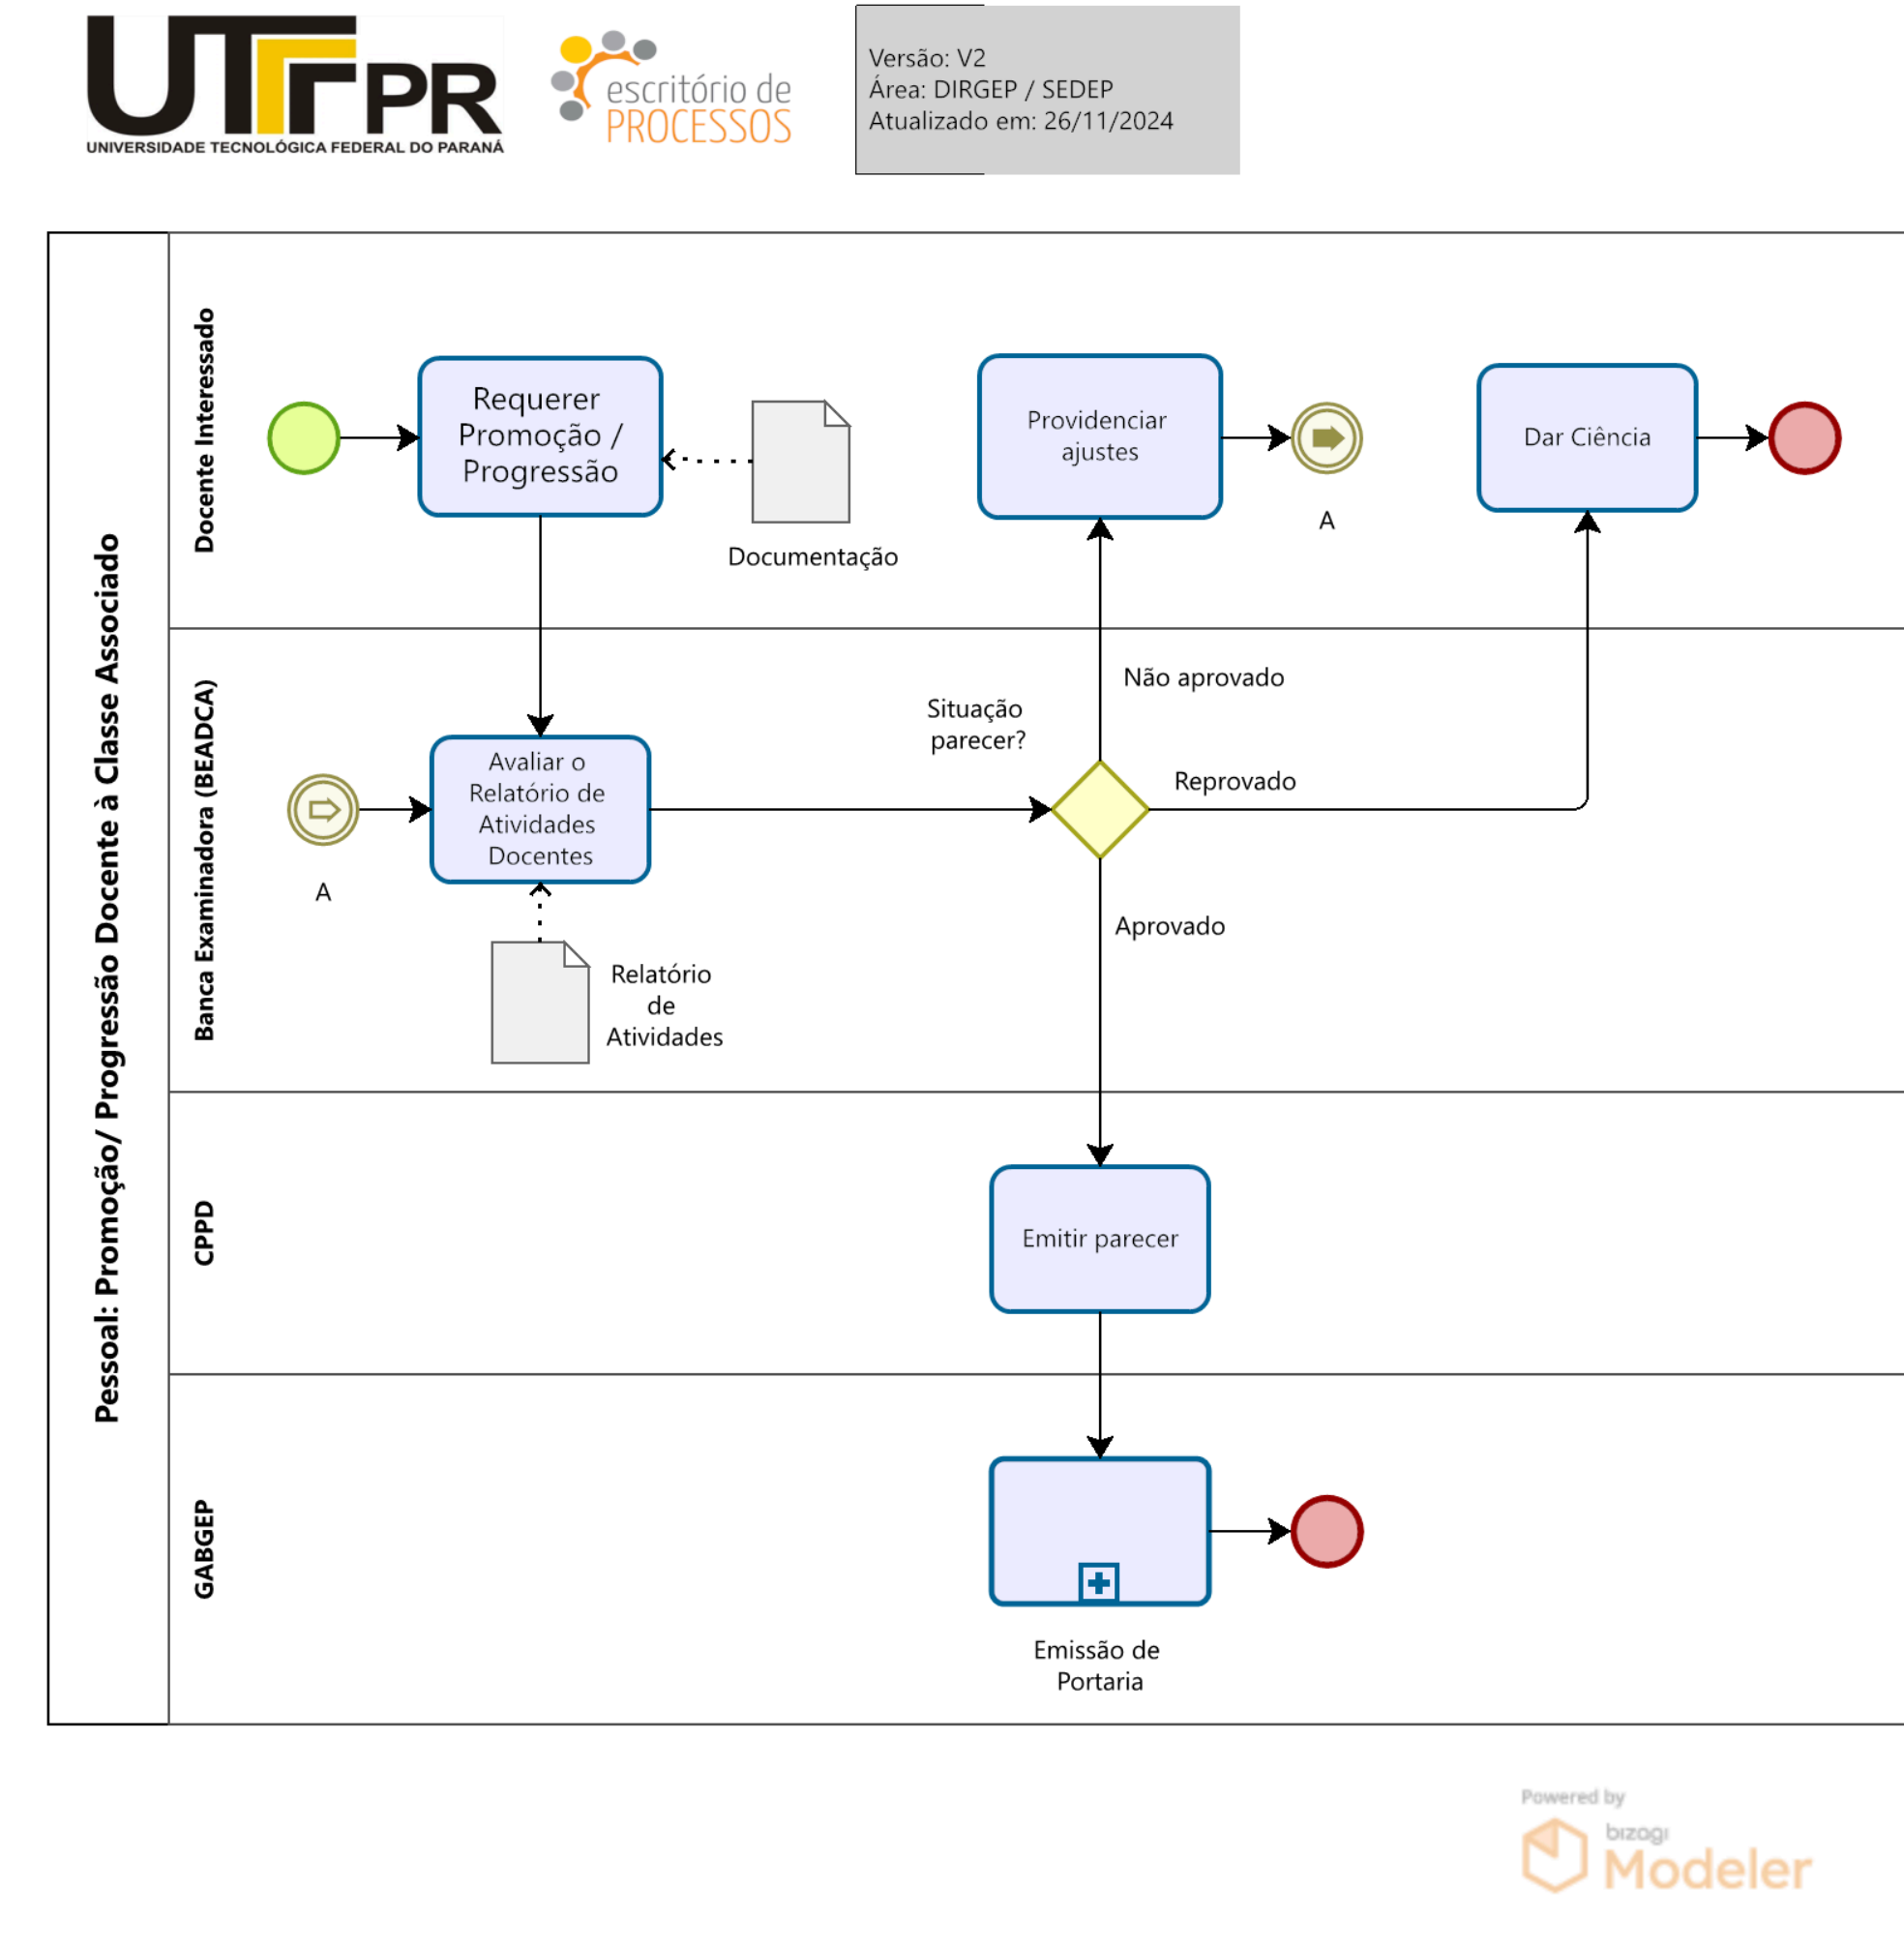 UTFPR
UNIVERSIDADE TECNOLÓGICA FEDERAL DO PARANÁ
escritório de
PROCESSOS
Versão: V2
Área: DIRGEP / SEDEP
Atualizado em: 26/11/2024
Pessoal: Promoção/ Progressão Docente à Classe Associado
Docente Interessado
Requerer
Promoção /
Progressão
Documentação
Providenciar
ajustes
A
Dar Ciência
Banca Examinadora (BEADCA)
A
Avaliar o
Relatório de
Atividades
Docentes
Relatório
de
Atividades
Situação
parecer?
Não aprovado
Reprovado
Aprovado
CPPD
Emitir parecer
GABGEP
Emissão de
Portaria
Powered by
bizagi
Modeler